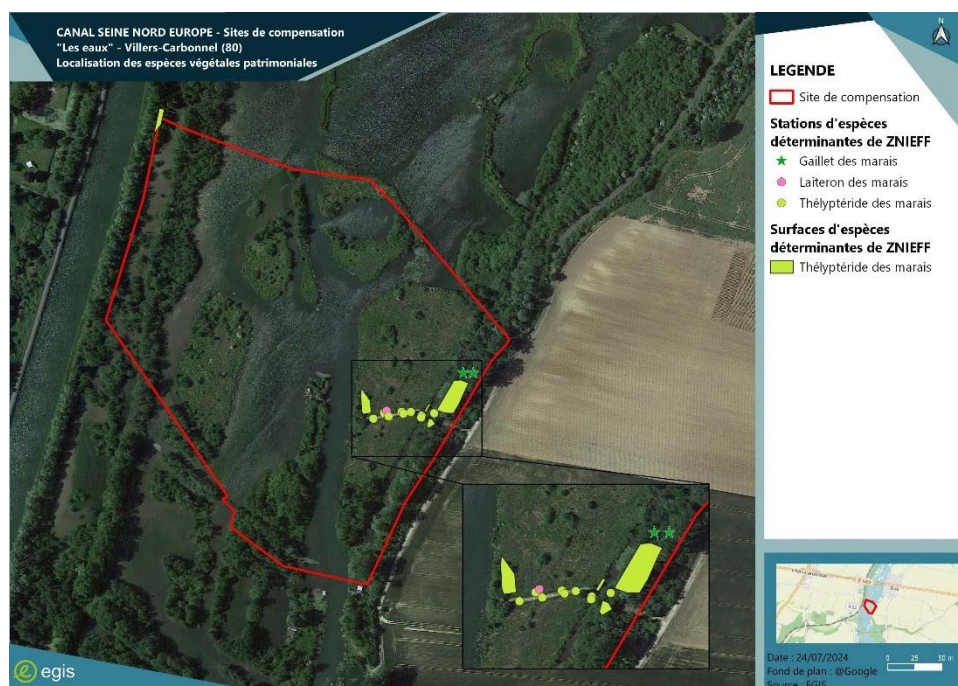 CANAL SEINE NORD EUROPE - Sites de compensation
"Les eaux" - Villers-Carbonnel (80)
Localisation des espèces végétales patrimoniales
N
LEGENDE
Site de compensation
Stations d'espèces
déterminantes de ZNIEFF
Gaillet des marais
Laiteron des marais
Thélyptéride des marais
Surfaces d'espèces
déterminantes de ZNIEFF
Thélyptéride des marais
Date : 24/07/2024
0 25 50 m
Fond de plan : @Google
Source : EGIS
egis